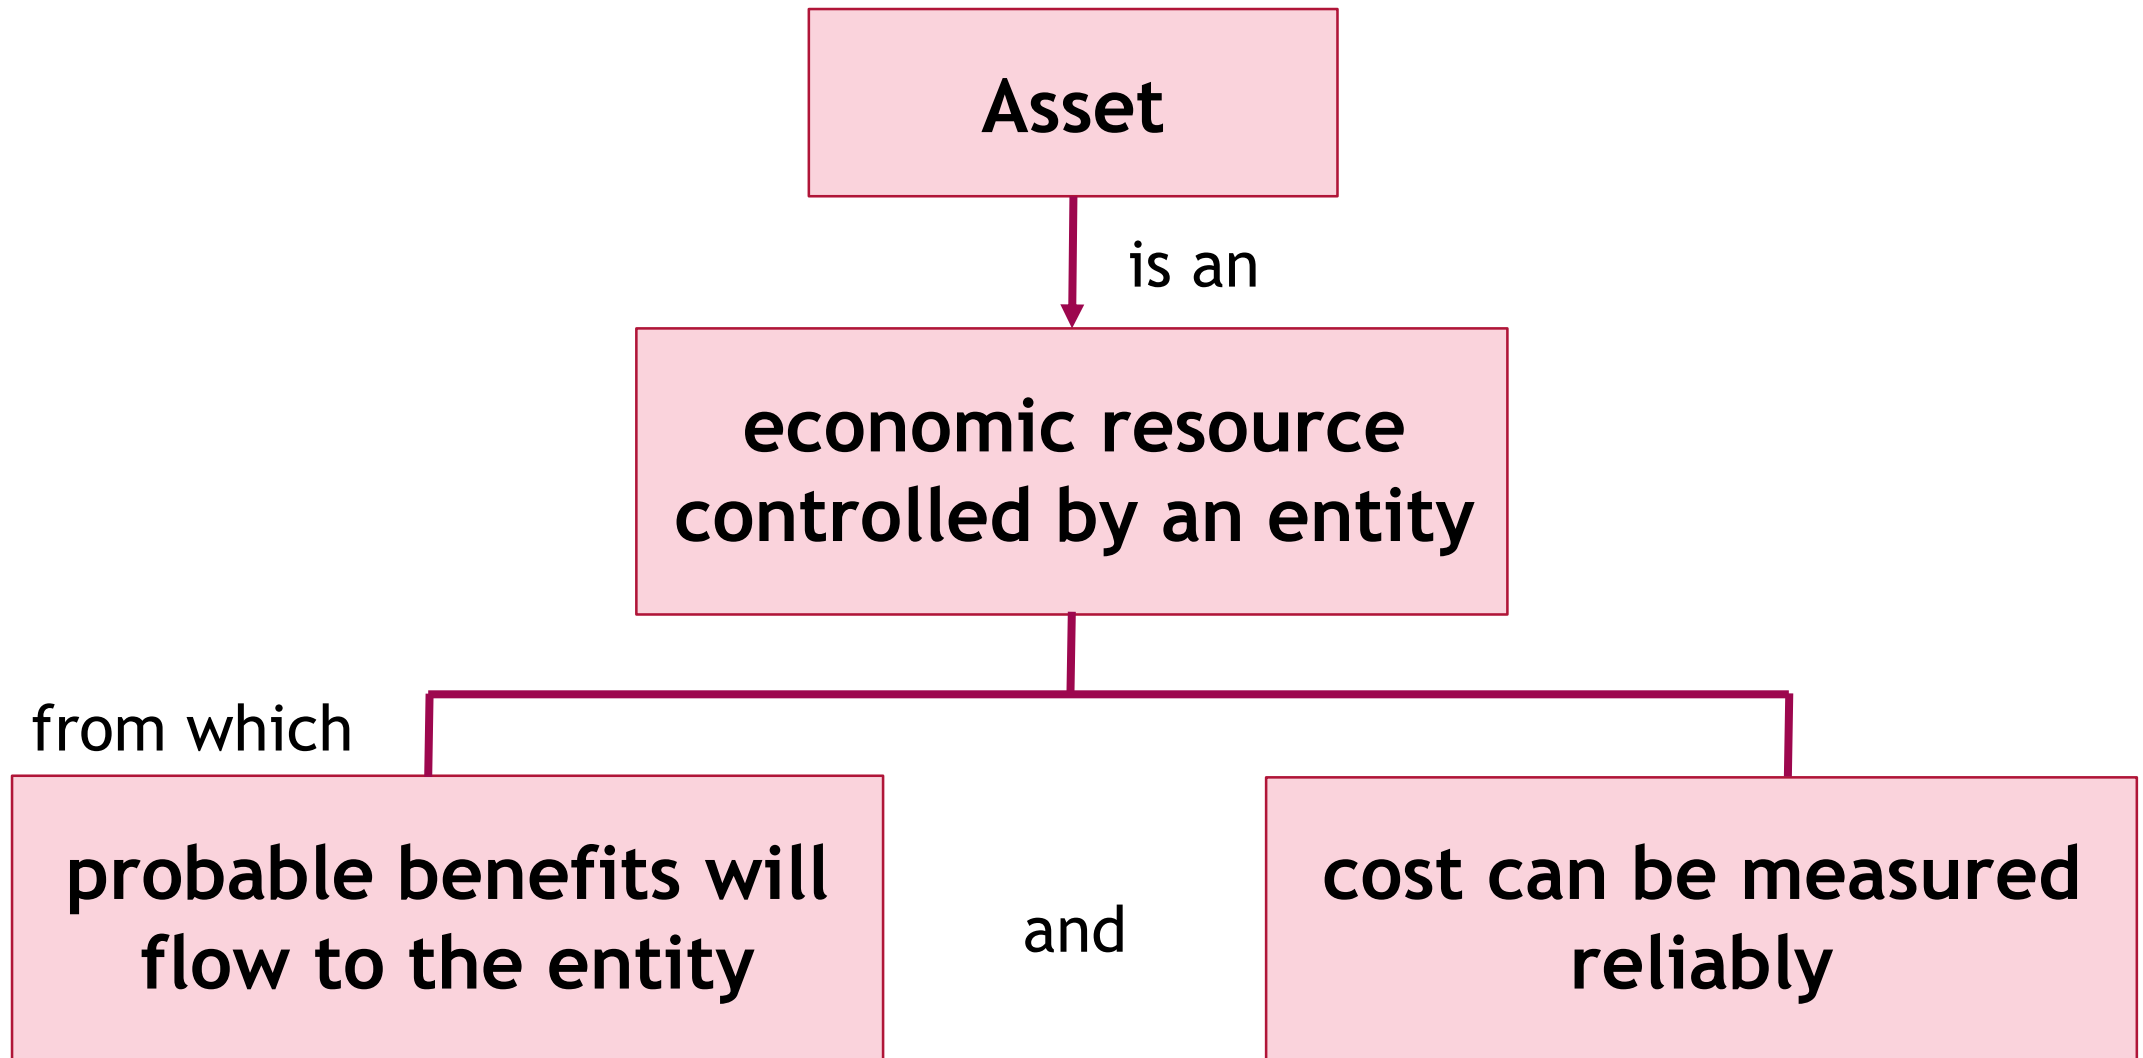 Asset
is an
economic resource
controlled by an entity
from which
probable benefits will
flow to the entity
and
cost can be measured
reliably